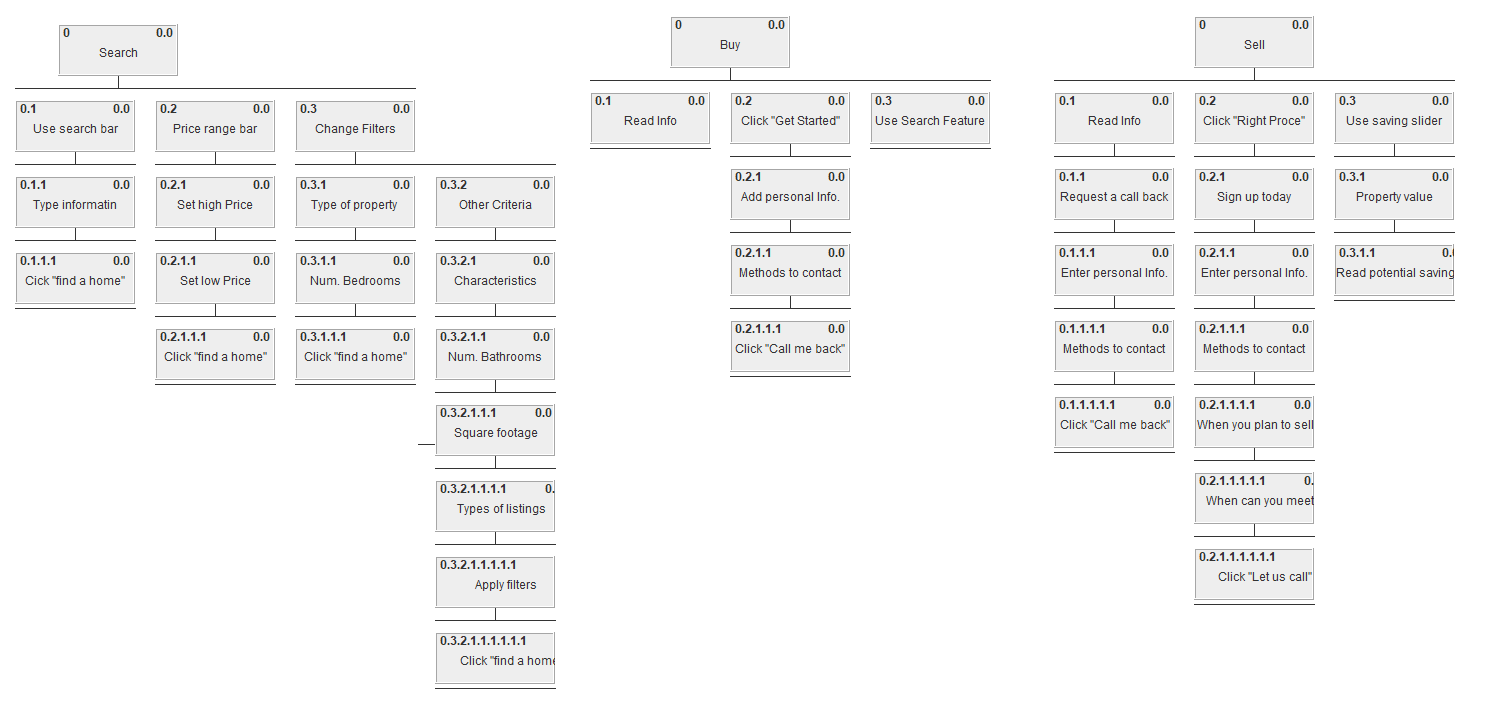 0 0.0
Search
0.1 0.0
Use search bar
0.2 0.0
Price range bar
0.3 0.0
Change Filters
0.1.1 0.0
Type informatin
0.2.1 0.0
Set high Price
0.3.1 0.0
Type of property
0.3.2 0.0
Other Criteria
0.1.1.1 0.0
Cick "find a home"
0.2.1.1 0.0
Set low Price
0.3.1.1 0.0
Num. Bedrooms
0.3.2.1 0.0
Characteristics
0.2.1.1.1 0.0
Click "find a home"
0.3.1.1.1 0.0
Click "find a home"
0.3.2.1.1 0.0
Num. Bathrooms
0.3.2.1.1.1 0.0
Square footage
0.3.2.1.1.1.1 0.
Types of listings
0.3.2.1.1.1.1.1
Apply filters
0.3.2.1.1.1.1.1.1
Click "find a home
0 0.0
Buy
0.1 0.0
Read Info
0.2 0.0
Click "Get Started"
0.3 0.0
Use Search Feature
0.2.1 0.0
Add personal Info.
0.2.1.1 0.0
Methods to contact
0.2.1.1.1 0.0
Click "Call me back"
0 0.0
Sell
0.1 0.0
Read Info
0.2 0.0
Click "Right Proce"
0.3 0.0
Use saving slider
0.1.1 0.0
Request a call back
0.2.1 0.0
Sign up today
0.3.1 0.0
Property value
0.1.1.1 0.0
Enter personal Info.
0.2.1.1 0.0
Enter personal Info.
0.3.1.1 0.
Read potential saving
0.1.1.1.1 0.0
Methods to contact
0.2.1.1.1 0.0
Methods to contact
0.1.1.1.1.1 0.0
Click "Call me back"
0.2.1.1.1.1 0.0
When you plan to sell
0.2.1.1.1.1.1 0.
When can you meet
0.2.1.1.1.1.1.1
Click "Let us call"